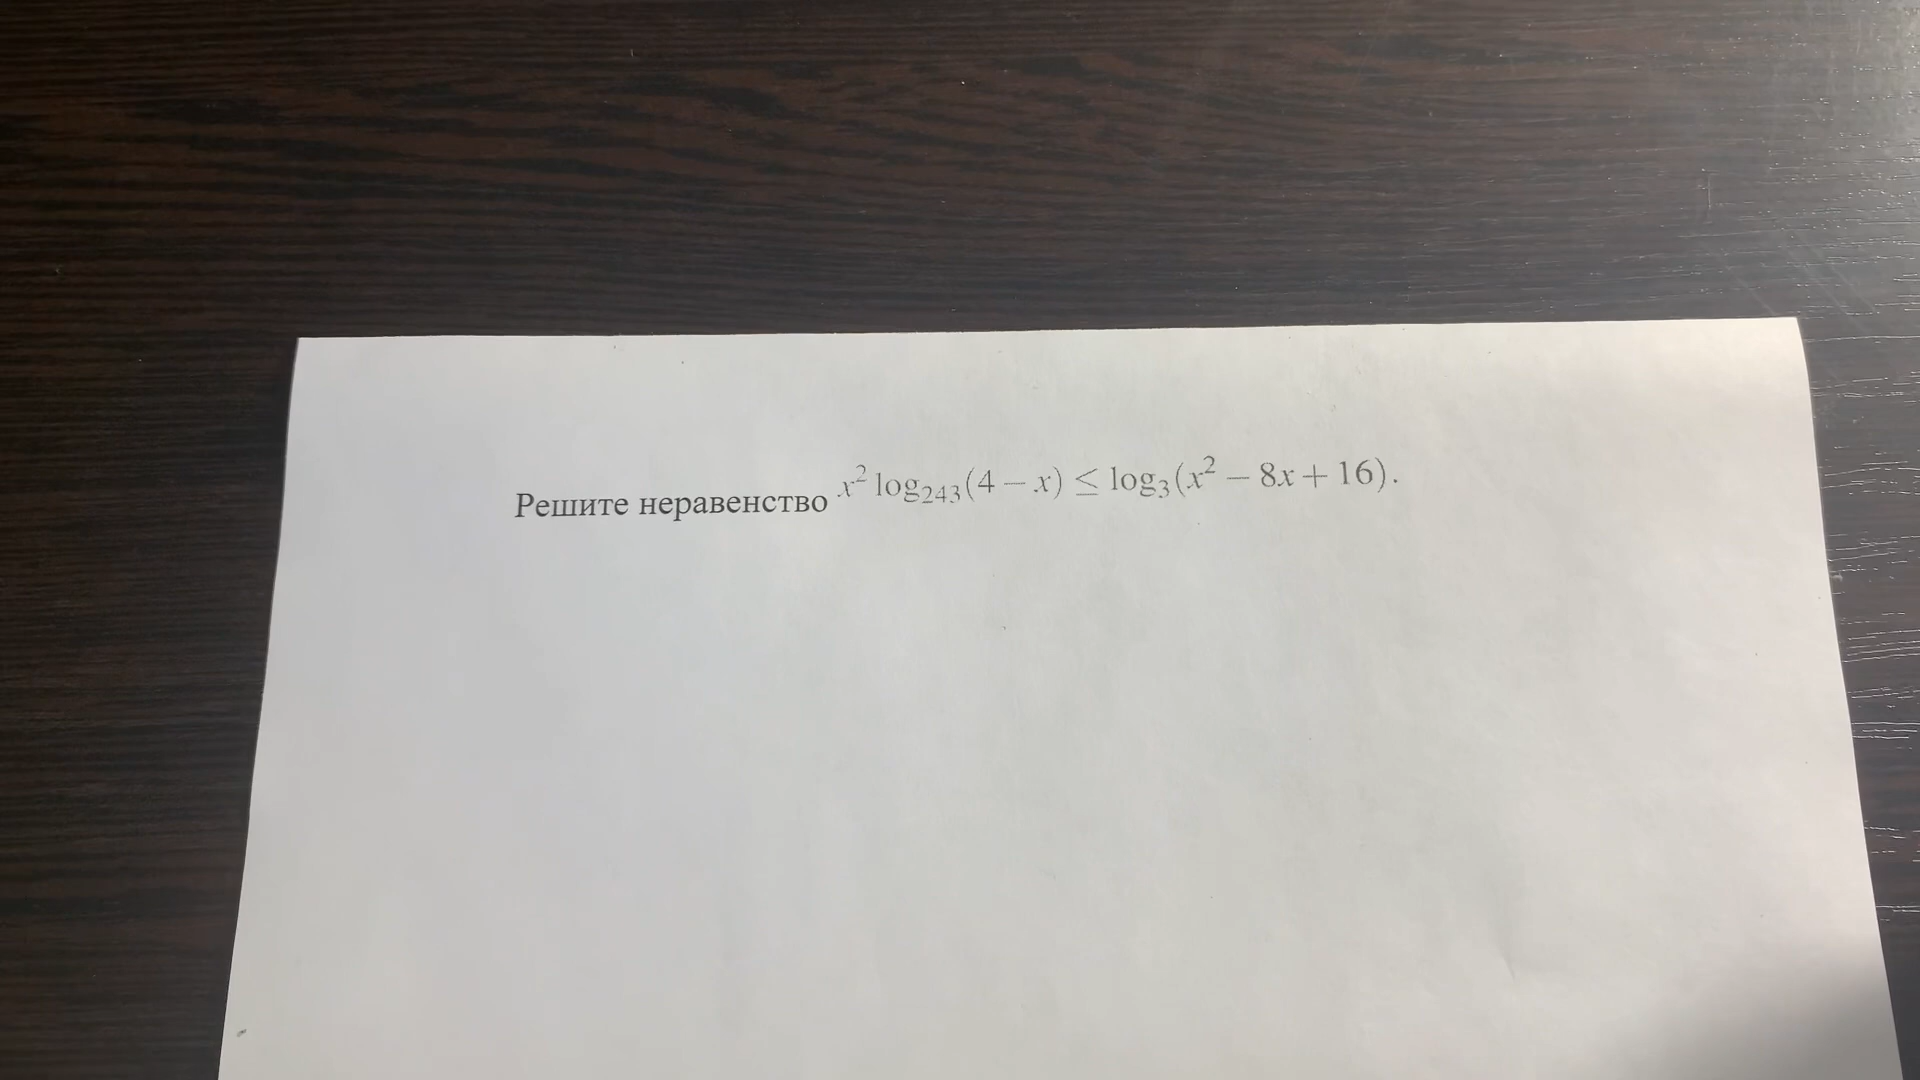 Решите неравенство x² log₂₄₃(4 − x) ≤ log₃(x² − 8x + 16).